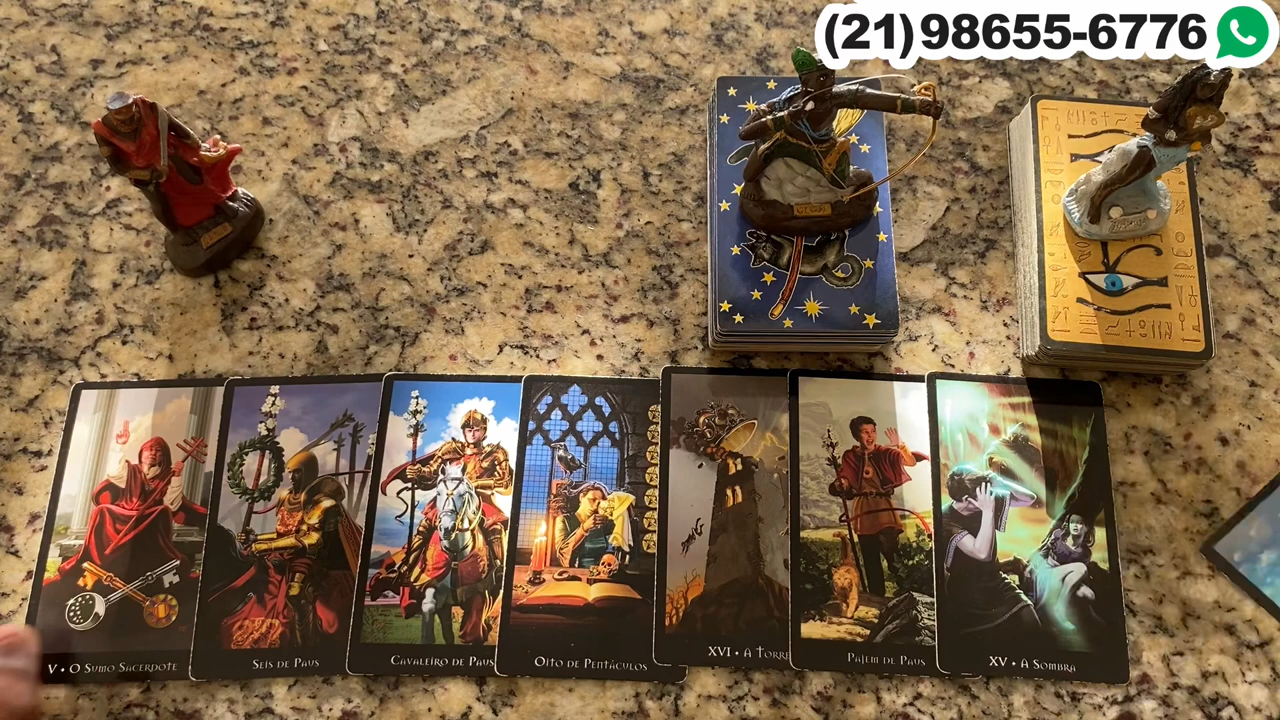 (21)98655-6776
V • O SUMO SACERDOTE
SEIS DE PAUS
CAVALEIRO DE PAUS
OITO DE PENTÁCULOS
XVI • A TORRE
PAJEM DE PAUS
XV • A SOMBRA